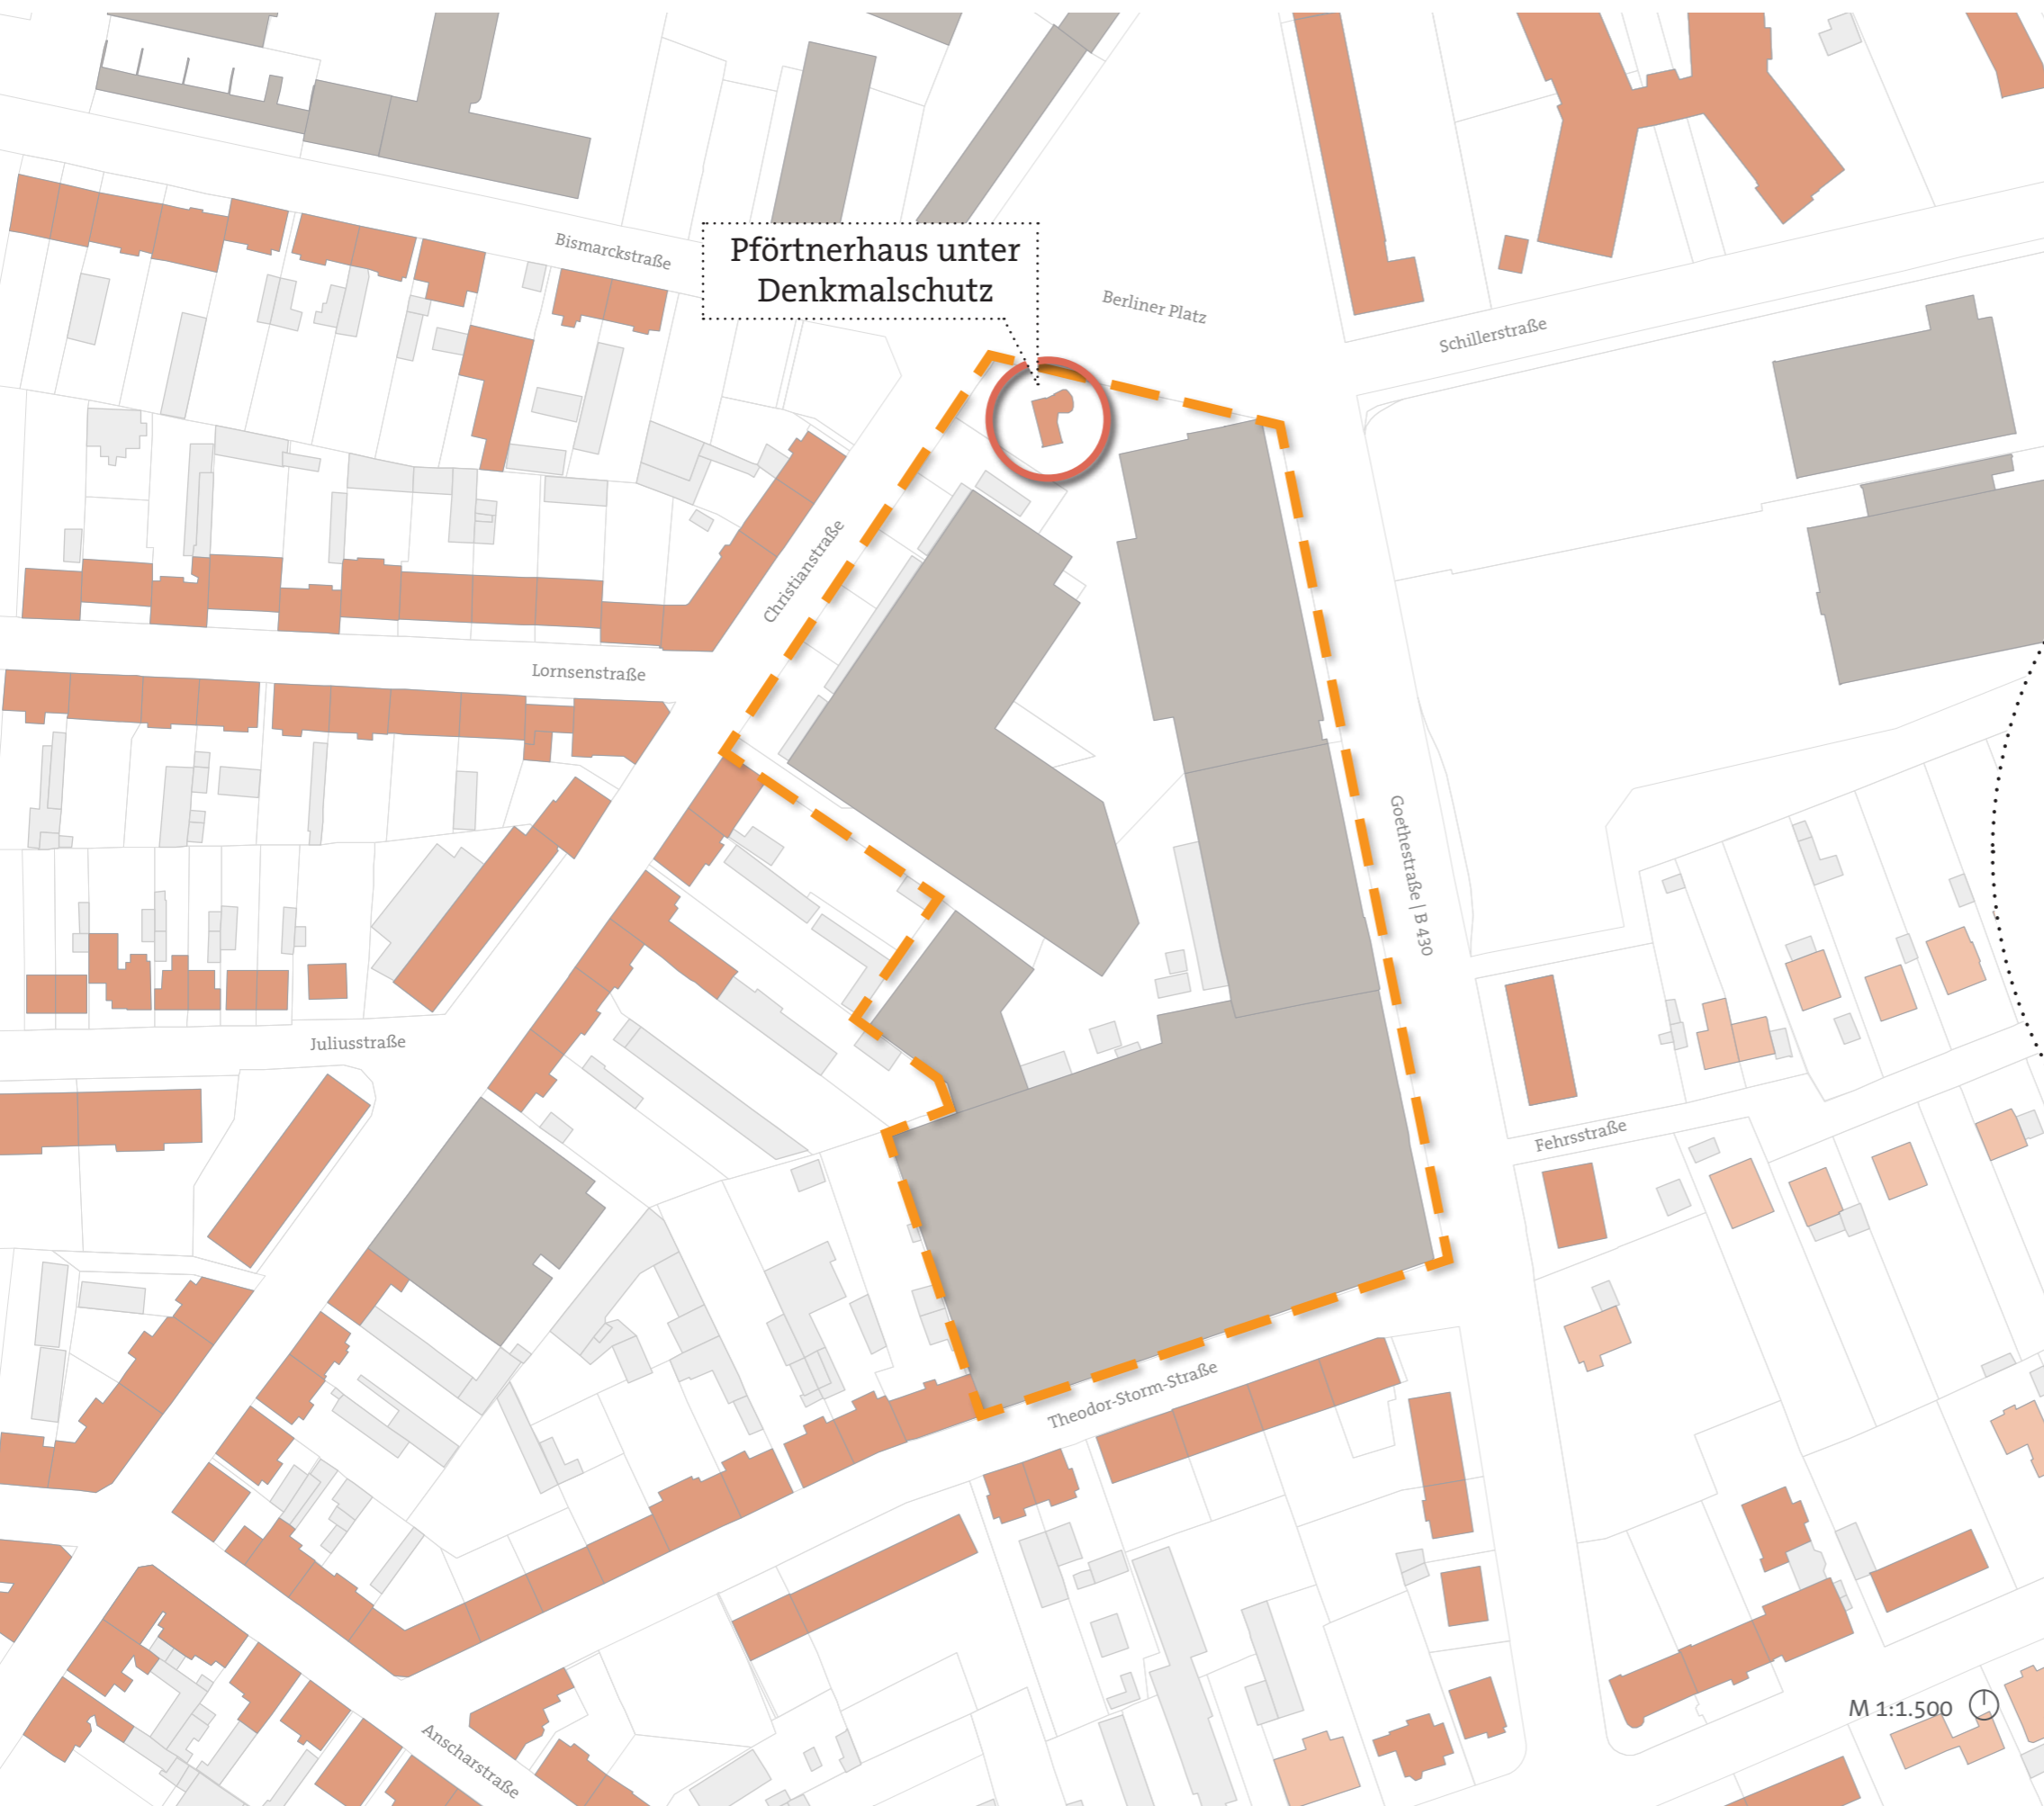 Bismarckstraße
Pförtnerhaus unter
Denkmalschutz
Berliner Platz
Schillerstraße
Christianstraße
Lornsenstraße
Goethestraße | B 430
Juliusstraße
Fehrsstraße
Theodor-Storm-Straße
Anscharstraße
M 1:1.500